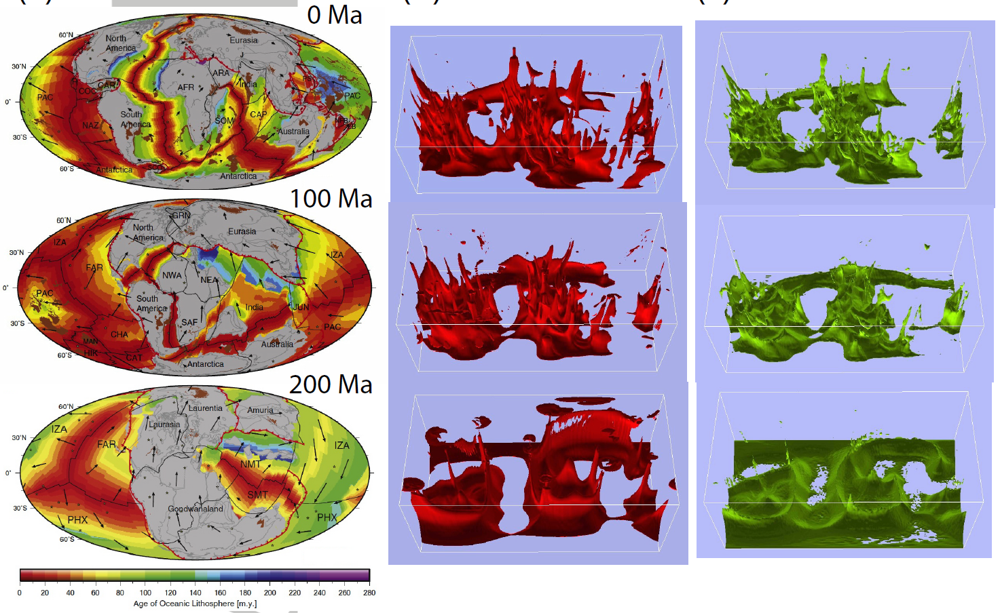 0 Ma
60˚N
North
America
Eurasia
30˚N
H
COC
CAR
ARA
J
India
PS
AFR
PAC
PAC
0˚
South
America
NAZ
SOM
CAP
Australia
30˚S
60˚S
Antarctica
SCO
Antarctica
100 Ma
60˚N
GRN
IZA
North
America
Eurasia
30˚N
IZA
FAR
NWA
NEA
0˚
PAC
South
America
India
JUN
30˚S
SAF
PAC
CHA
MAN
HIK
CAT
Australia
60˚S
Antarctica
200 Ma
60˚N
Laurentia
Amuria
IZA
Laurasia
30˚N
FAR
IZA
NMT
0˚
SMT
30˚S
Gondwanaland
PHX
PHX
60˚S
0 20 40 60 80 100 120 140 160 180 200 220 240 260 280
Age of Oceanic Lithosphere [m.y.]